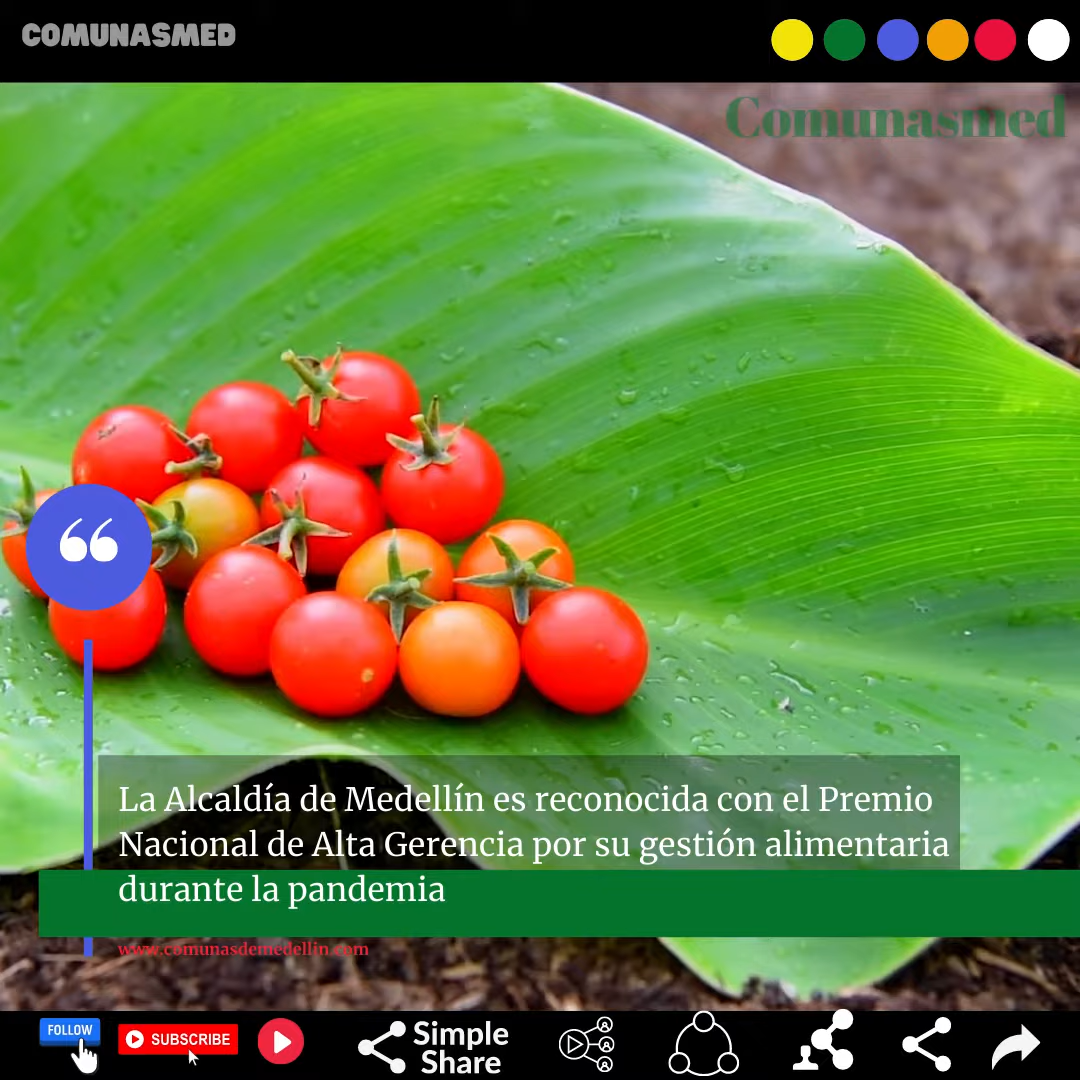 COMUNASMED
Comunasmed
La Alcaldía de Medellín es reconocida con el Premio
Nacional de Alta Gerencia por su gestión alimentaria
durante la pandemia
www.comunasdemedellin.com
FOLLOW
SUBSCRIBE
Simple
Share